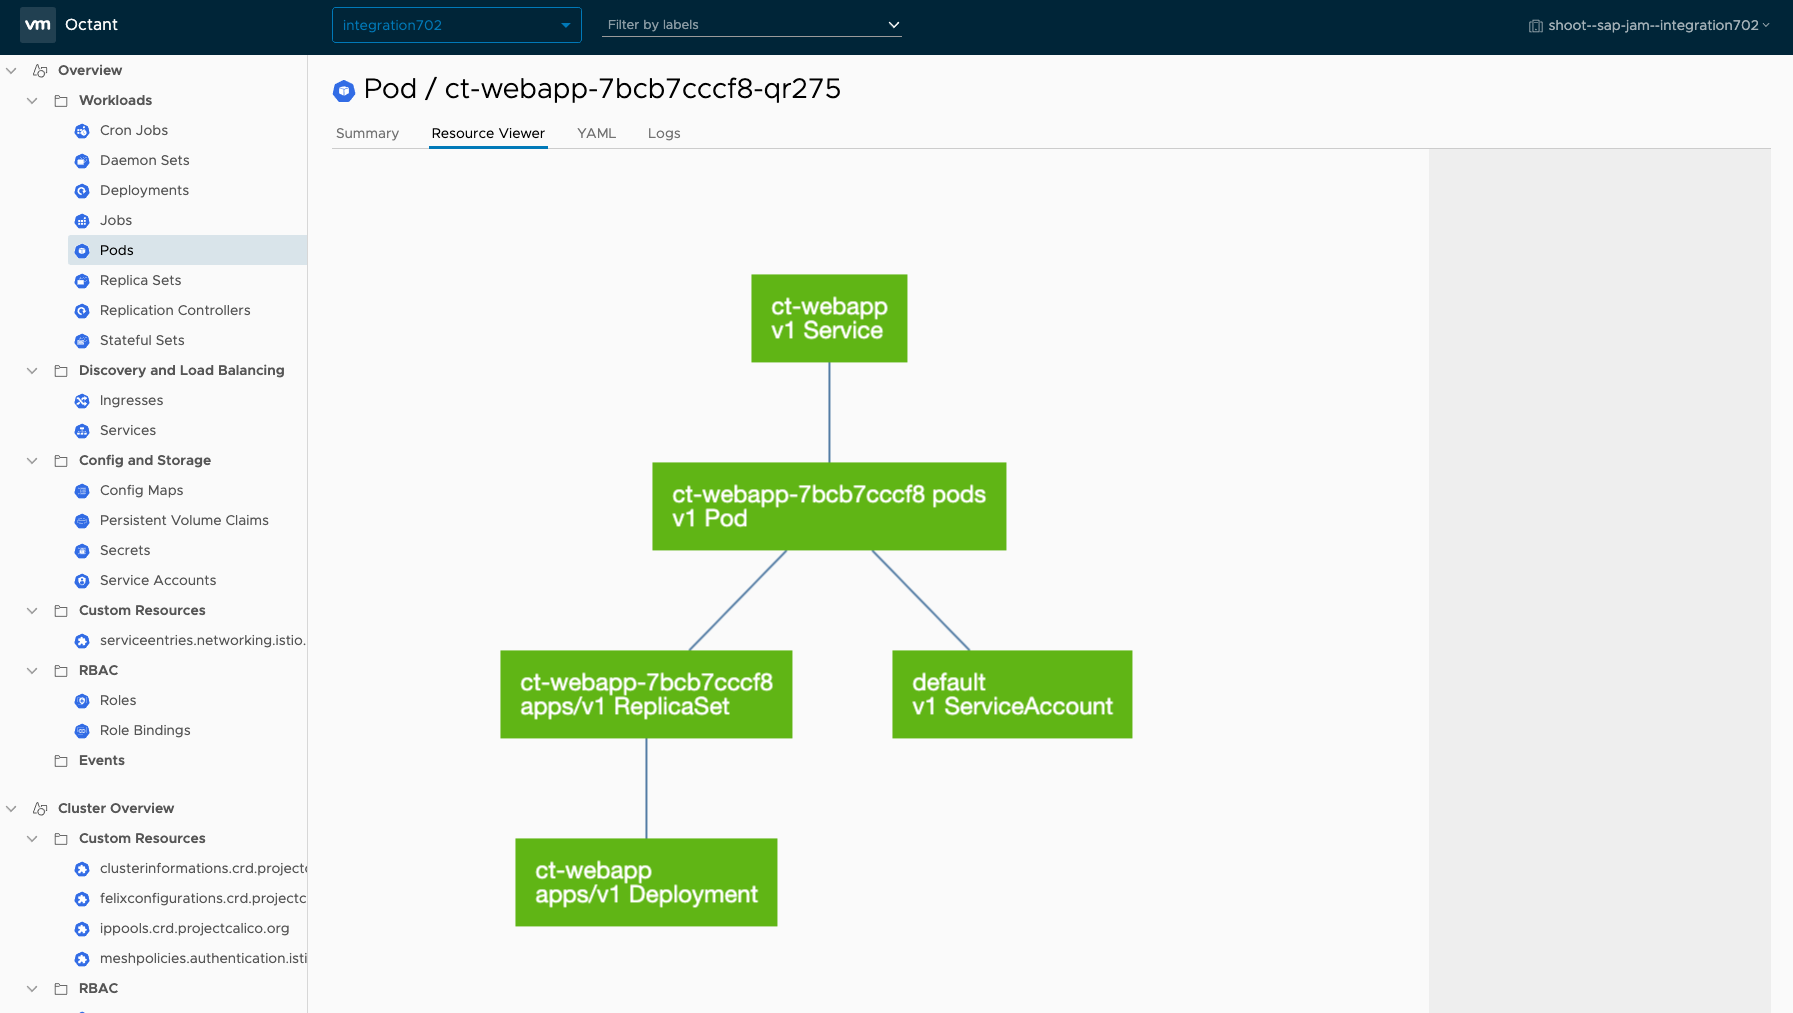 vm Octant
integration702
Filter by labels
shoot--sap-jam--integration702
Overview
Workloads
Cron Jobs
Daemon Sets
Deployments
Jobs
Pods
Replica Sets
Replication Controllers
Stateful Sets
Discovery and Load Balancing
Ingresses
Services
Config and Storage
Config Maps
Persistent Volume Claims
Secrets
Service Accounts
Custom Resources
serviceentries.networking.istio.
RBAC
Roles
Role Bindings
Events
Cluster Overview
Custom Resources
clusterinformations.crd.projectc
felixconfigurations.crd.projectc
ippools.crd.projectcalico.org
meshpolicies.authentication.isti
RBAC
Pod / ct-webapp-7bcb7cccf8-qr275
Summary
Resource Viewer
YAML
Logs
ct-webapp
v1 Service
ct-webapp-7bcb7cccf8 pods
v1 Pod
ct-webapp-7bcb7cccf8
apps/v1 ReplicaSet
default
v1 ServiceAccount
ct-webapp
apps/v1 Deployment